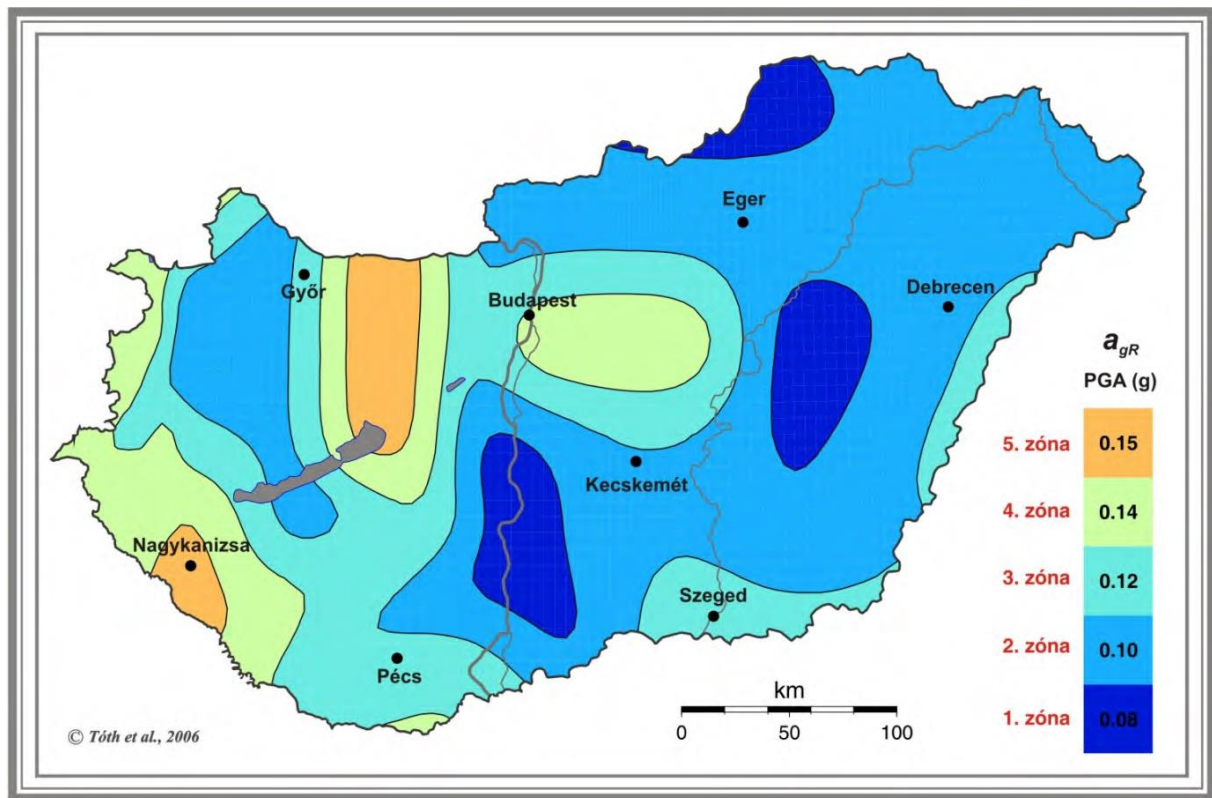 Eger
Győr
Budapest
Debrecen
Kecskemét
Nagykanizsa
Szeged
Pécs
a_gR
PGA (g)
5. zóna 0.15
4. zóna 0.14
3. zóna 0.12
2. zóna 0.10
1. zóna 0.08
km
0 50 100
© Tóth et al., 2006